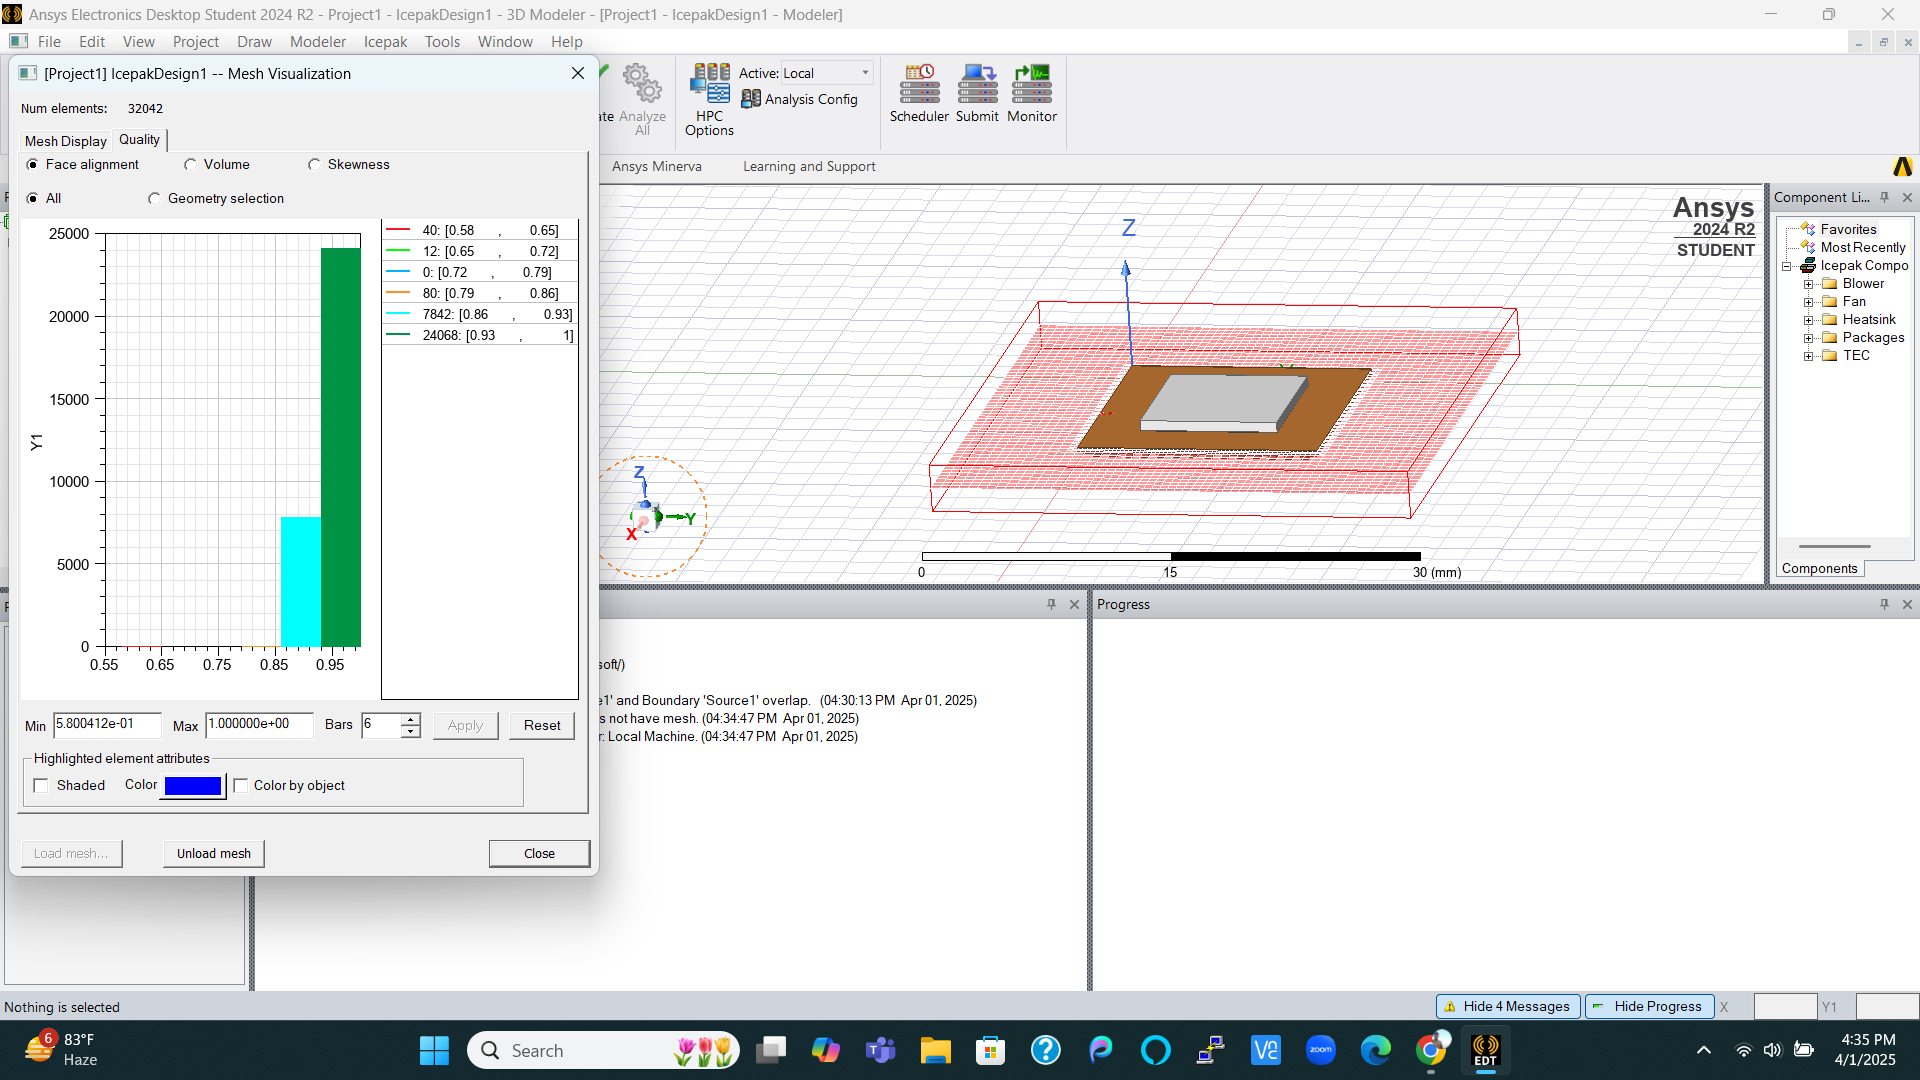 Ansys Electronics Desktop Student 2024 R2 - Project1 - IcepakDesign1 - 3D Modeler - [Project1 - IcepakDesign1 - Modeler]
File Edit View Project Draw Modeler Icepak Tools Window Help
[Project1] IcepakDesign1 -- Mesh Visualization
Num elements: 32042
Mesh Display Quality
Face alignment Volume Skewness
All Geometry selection
25000
20000
15000
10000
5000
0
Y1
0.55 0.65 0.75 0.85 0.95
40: [0.58 , 0.65]
12: [0.65 , 0.72]
0: [0.72 , 0.79]
80: [0.79 , 0.86]
7842: [0.86 , 0.93]
24068: [0.93 , 1]
Min 5.800412e-01 Max 1.000000e+00 Bars 6 Apply Reset
Highlighted element attributes
Shaded Color Color by object
Load mesh... Unload mesh Close
ate Analyze All
HPC Options
Active: Local
Analysis Config
Scheduler Submit Monitor
Ansys Minerva Learning and Support
Ansys
2024 R2
STUDENT
Z
Z
Y
X
0 15 30 (mm)
Component Li...
Favorites
Most Recently
Icepak Compo
Blower
Fan
Heatsink
Packages
TEC
Components
Progress
soft/)
e1' and Boundary 'Source1' overlap. (04:30:13 PM Apr 01, 2025)
s not have mesh. (04:34:47 PM Apr 01, 2025)
r: Local Machine. (04:34:47 PM Apr 01, 2025)
Nothing is selected
Hide 4 Messages Hide Progress X Y1
6
83°F
Haze
Search
zoom
EDT
4:35 PM
4/1/2025